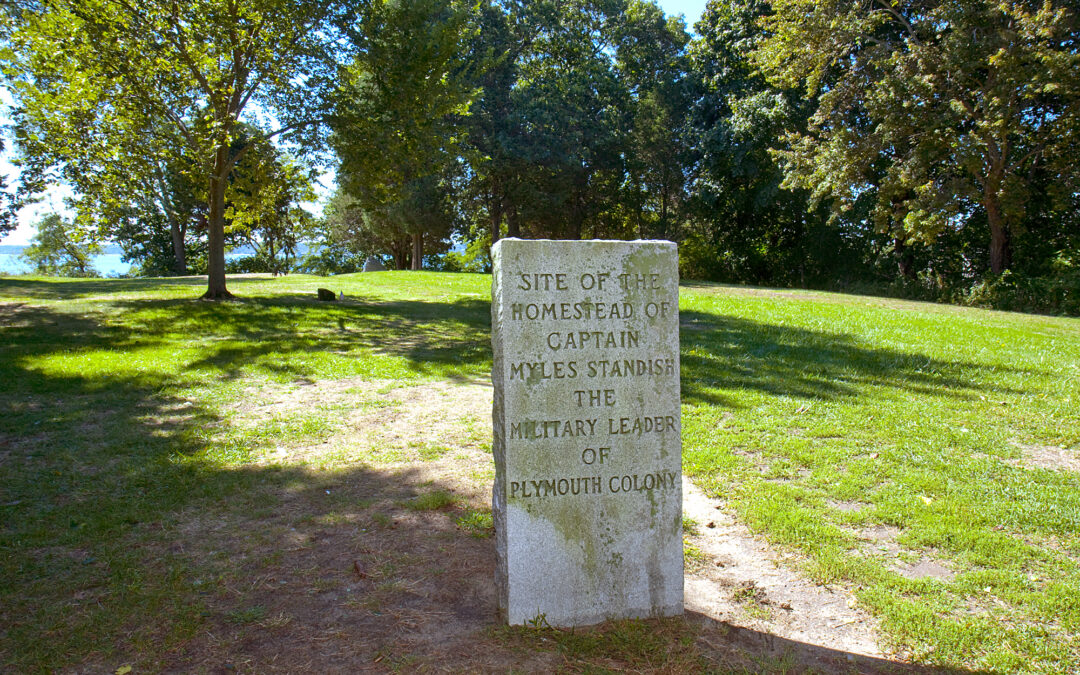 SITE OF THE
HOMESTEAD OF
CAPTAIN
MYLES STANDISH
THE
MILITARY LEADER
OF
PLYMOUTH COLONY